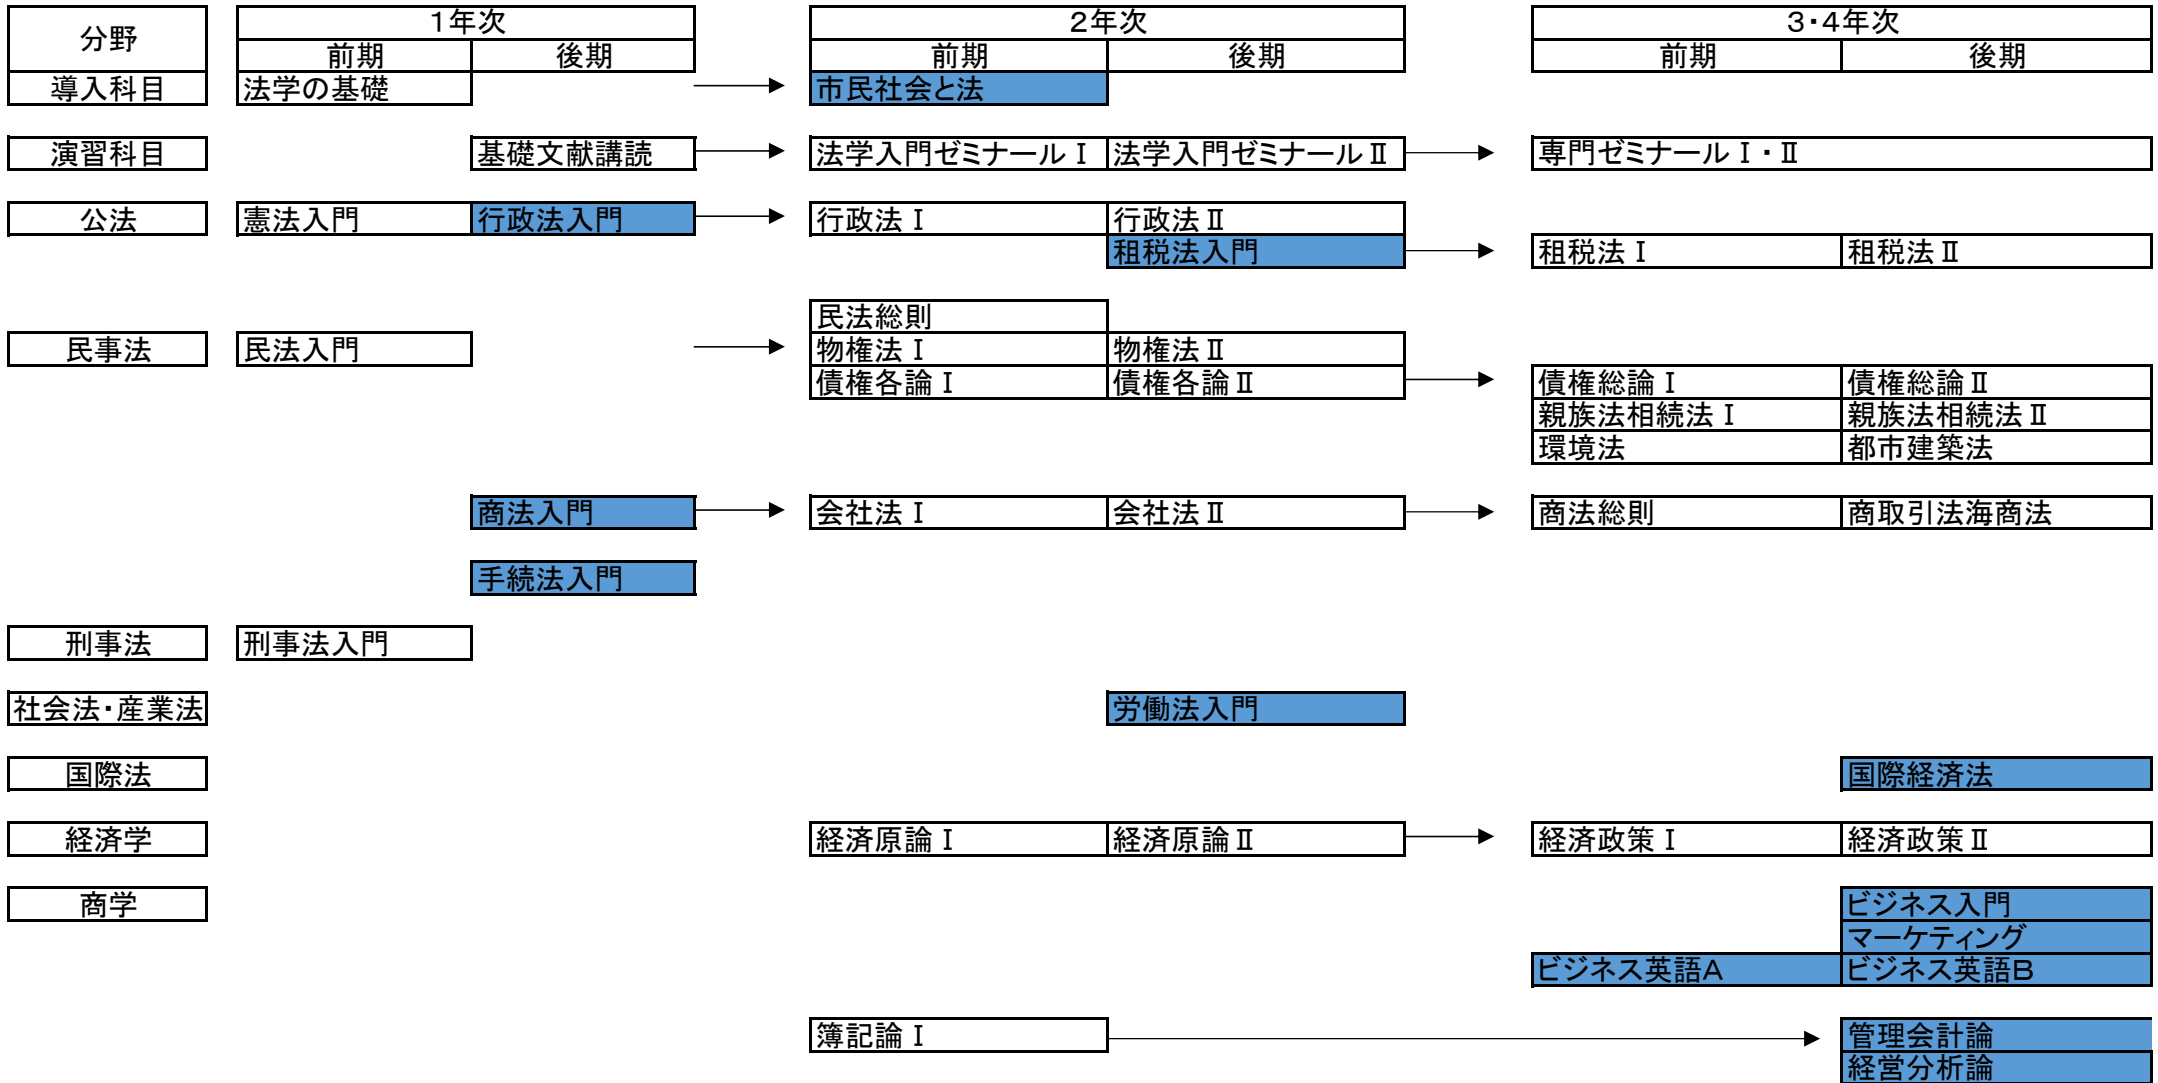 分野 1年次 2年次 3・4年次
前期 後期 前期 後期 前期 後期
導入科目 法学の基礎 市民社会と法
演習科目 基礎文献講読 法学入門ゼミナールⅠ 法学入門ゼミナールⅡ 専門ゼミナールⅠ・Ⅱ
公法 憲法入門 行政法入門 行政法Ⅰ 行政法Ⅱ
租税法入門 租税法Ⅰ 租税法Ⅱ
民法総則
民事法 民法入門 物権法Ⅰ 物権法Ⅱ
債権各論Ⅰ 債権各論Ⅱ 債権総論Ⅰ 債権総論Ⅱ
親族法相続法Ⅰ 親族法相続法Ⅱ
環境法 都市建築法
商法入門 会社法Ⅰ 会社法Ⅱ 商法総則 商取引法海商法
手続法入門
刑事法 刑事法入門
社会法・産業法 労働法入門
国際法 国際経済法
経済学 経済原論Ⅰ 経済原論Ⅱ 経済政策Ⅰ 経済政策Ⅱ
商学 ビジネス入門
マーケティング
ビジネス英語A ビジネス英語B
簿記論Ⅰ 管理会計論
経営分析論